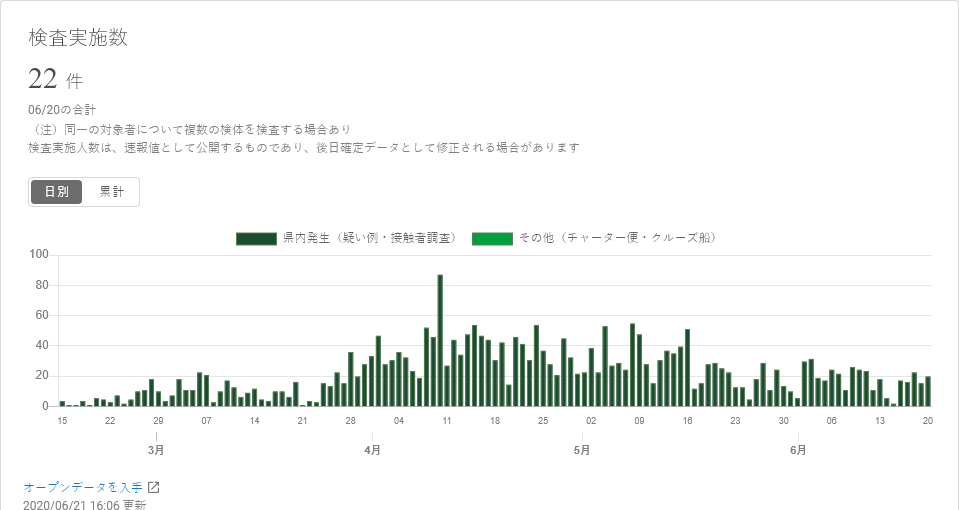 検査実施数
22 件
06/20の合計
（注）同一の対象者について複数の検体を検査する場合あり
検査実施人数は、速報値として公開するものであり、後日確定データとして修正される場合があります
日別 累計
県内発生（疑い例・接触者調査） その他（チャーター便・クルーズ船）
100
80
60
40
20
0
15 22 29 07 14 21 28 04 11 18 25 02 09 16 23 30 06 13 20
3月 4月 5月 6月
オープンデータを入手
2020/06/21 16:06 更新